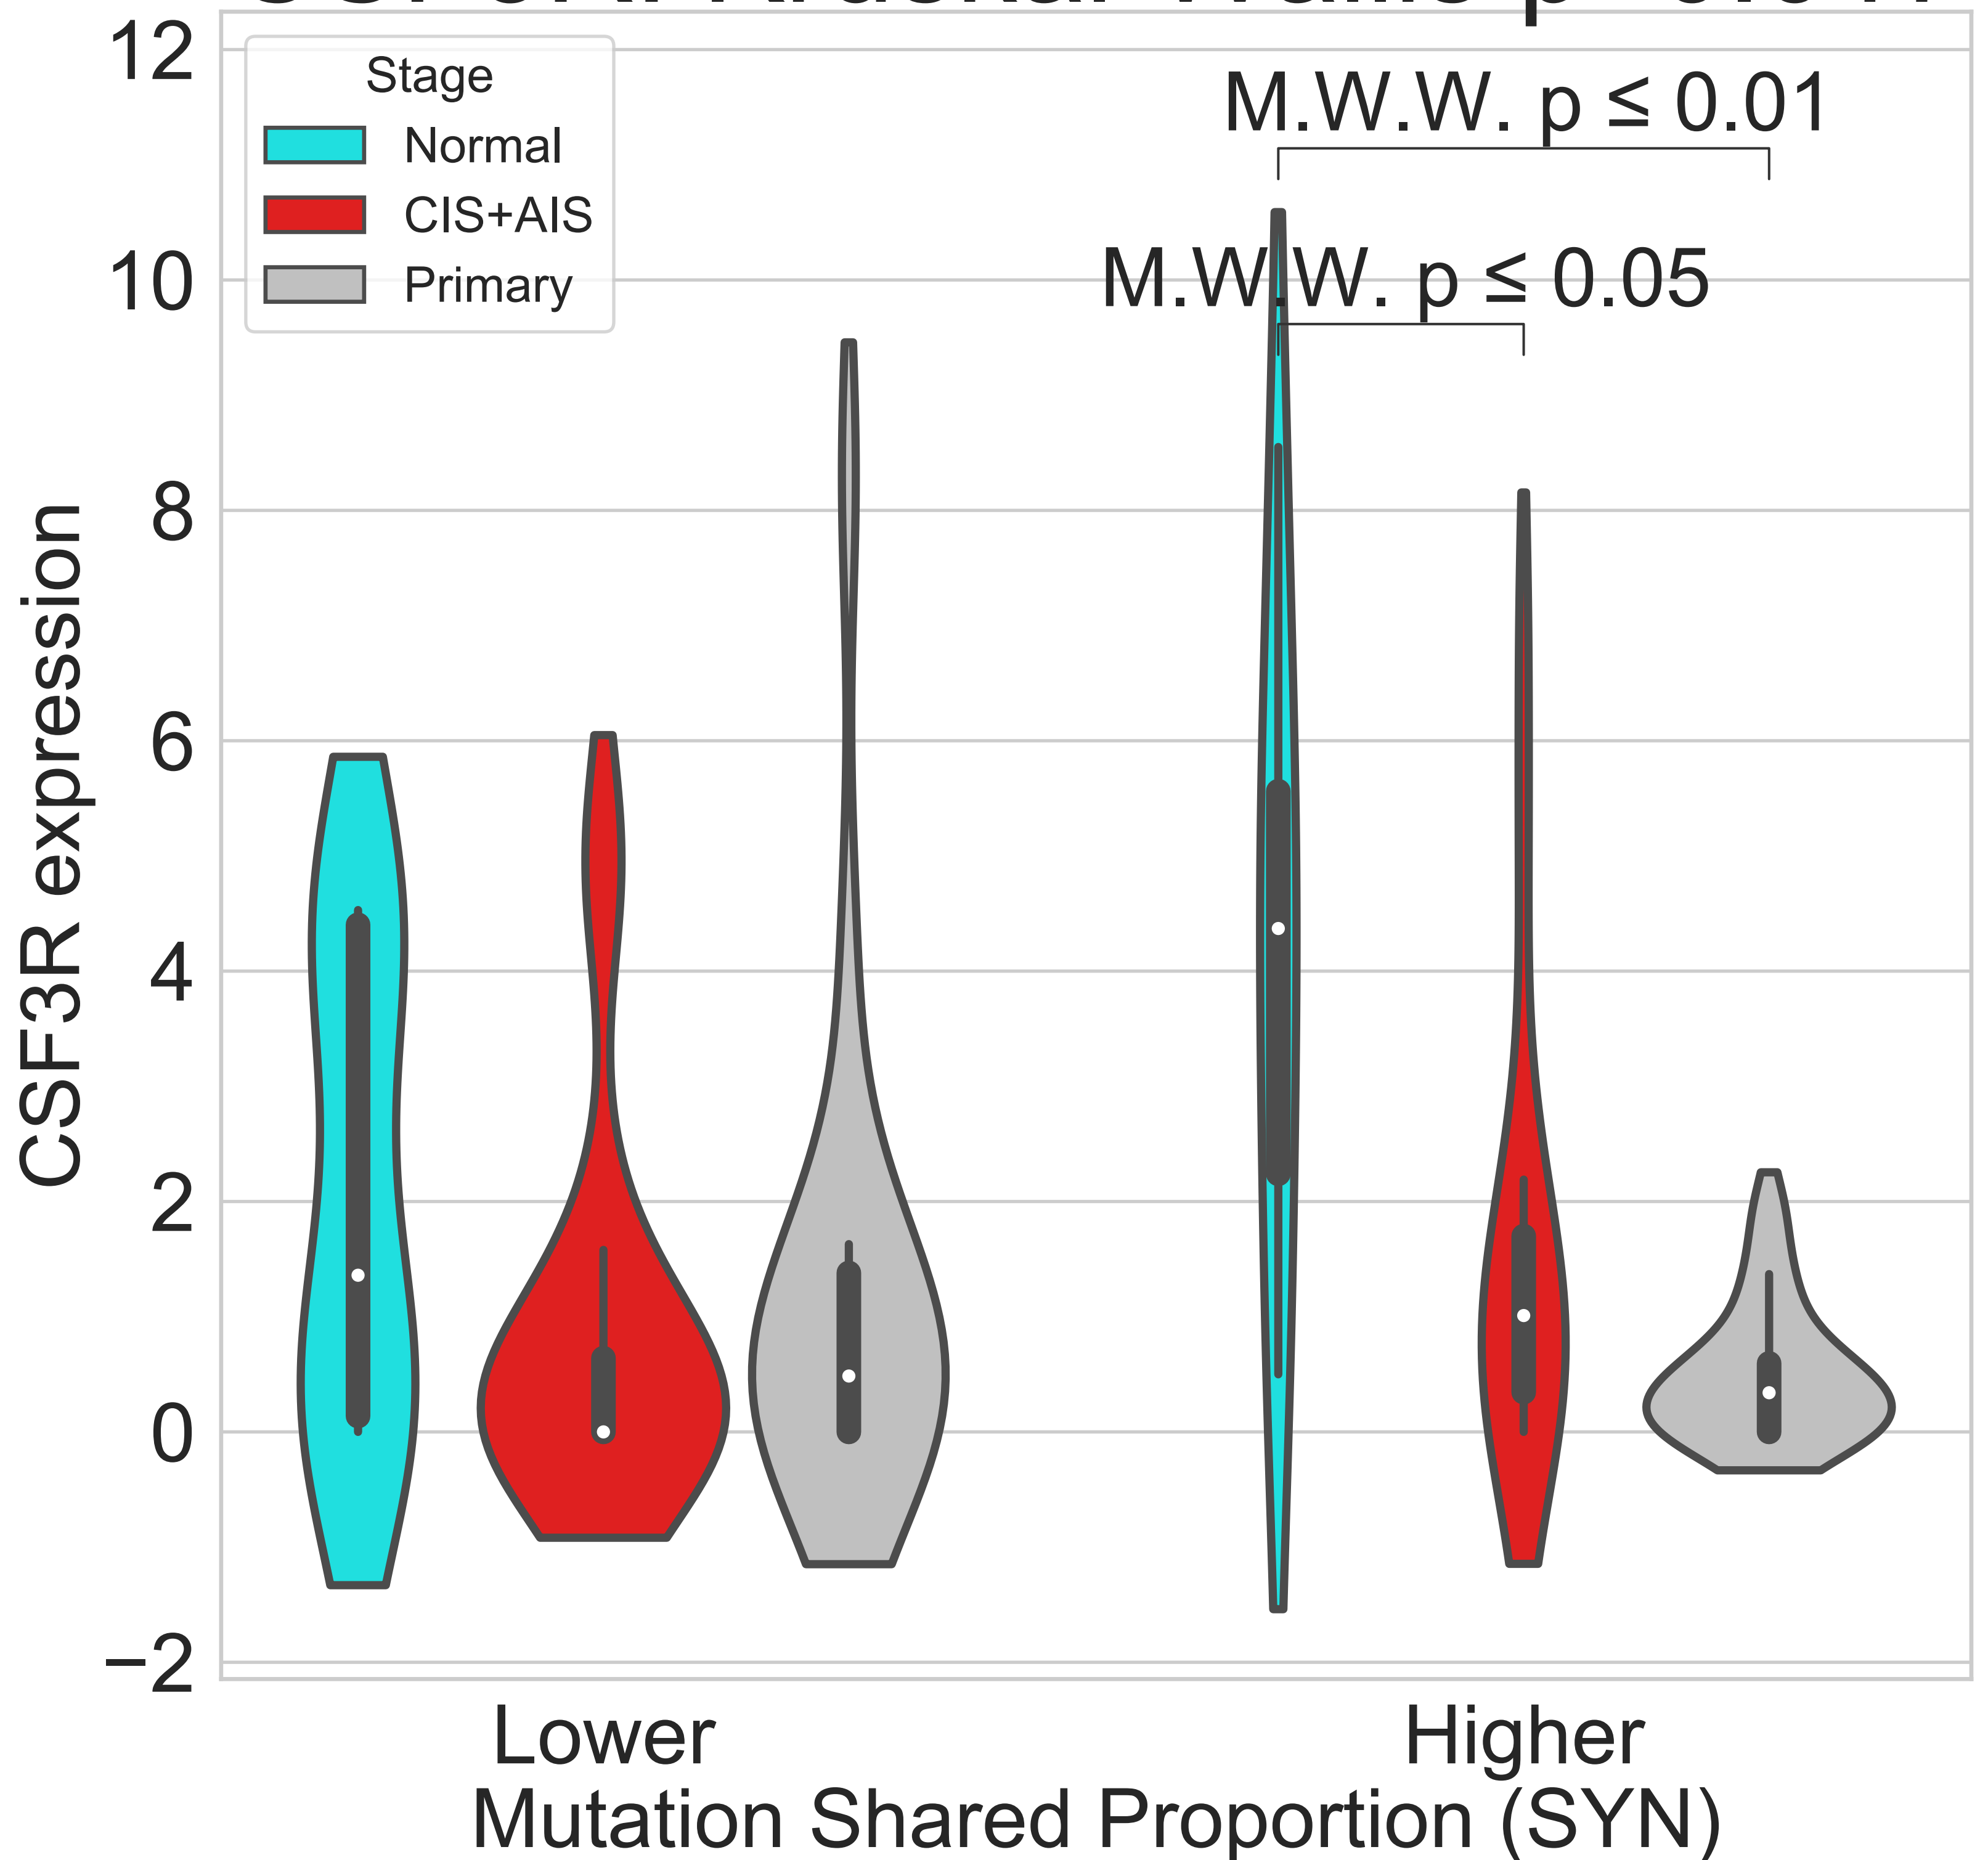 12
10
8
6
4
2
0
−2
CSF3R expression
Stage
Normal
CIS+AIS
Primary
M.W.W. p ≤ 0.01
M.W.W. p ≤ 0.05
Lower
Higher
Mutation Shared Proportion (SYN)